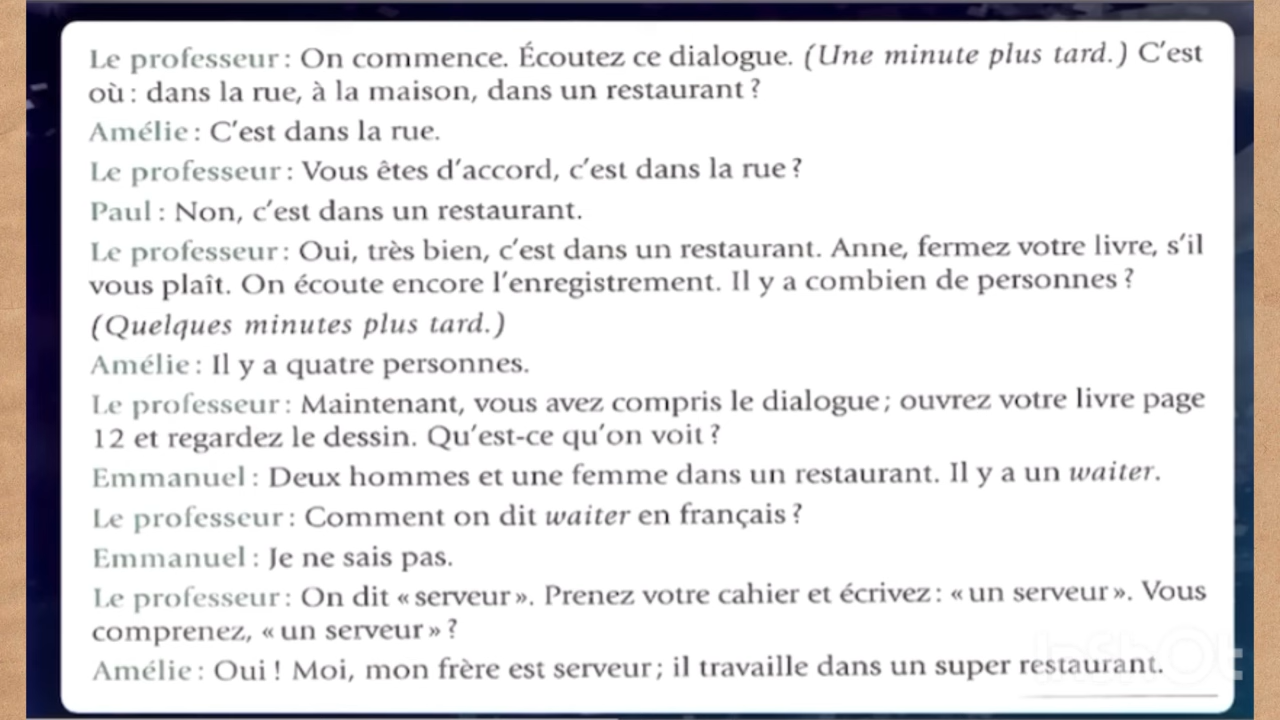 Le professeur : On commence. Écoutez ce dialogue. (Une minute plus tard.) C'est
où : dans la rue, à la maison, dans un restaurant ?
Amélie : C'est dans la rue.
Le professeur : Vous êtes d'accord, c'est dans la rue ?
Paul : Non, c'est dans un restaurant.
Le professeur : Oui, très bien, c'est dans un restaurant. Anne, fermez votre livre, s'il
vous plaît. On écoute encore l'enregistrement. Il y a combien de personnes ?
(Quelques minutes plus tard.)
Amélie : Il y a quatre personnes.
Le professeur : Maintenant, vous avez compris le dialogue ; ouvrez votre livre page
12 et regardez le dessin. Qu'est-ce qu'on voit ?
Emmanuel : Deux hommes et une femme dans un restaurant. Il y a un waiter.
Le professeur : Comment on dit waiter en français ?
Emmanuel : Je ne sais pas.
Le professeur : On dit « serveur ». Prenez votre cahier et écrivez : « un serveur ». Vous
comprenez, « un serveur » ?
Amélie : Oui ! Moi, mon frère est serveur ; il travaille dans un super restaurant.
InShOt